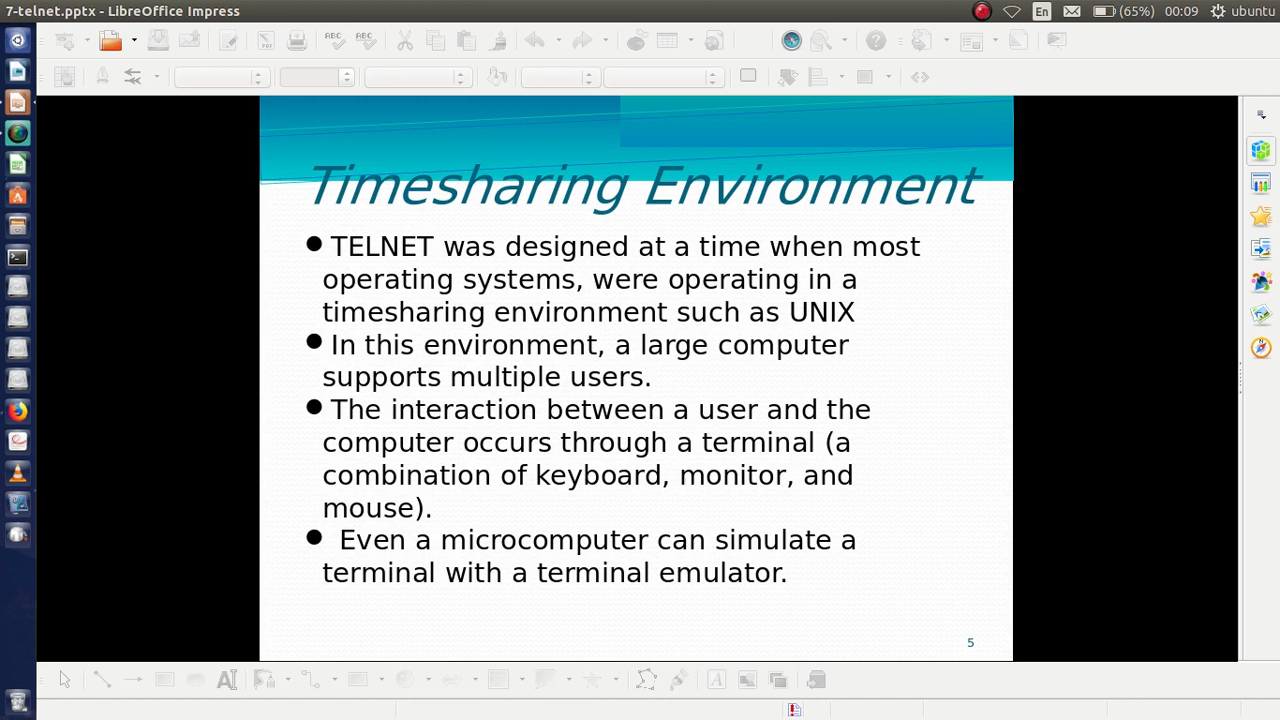 7-telnet.pptx - LibreOffice Impress
En
(65%)
00:09
ubuntu
ABC
ABC
Timesharing Environment
● TELNET was designed at a time when most
operating systems, were operating in a
timesharing environment such as UNIX
● In this environment, a large computer
supports multiple users.
● The interaction between a user and the
computer occurs through a terminal (a
combination of keyboard, monitor, and
mouse).
● Even a microcomputer can simulate a
terminal with a terminal emulator.
5